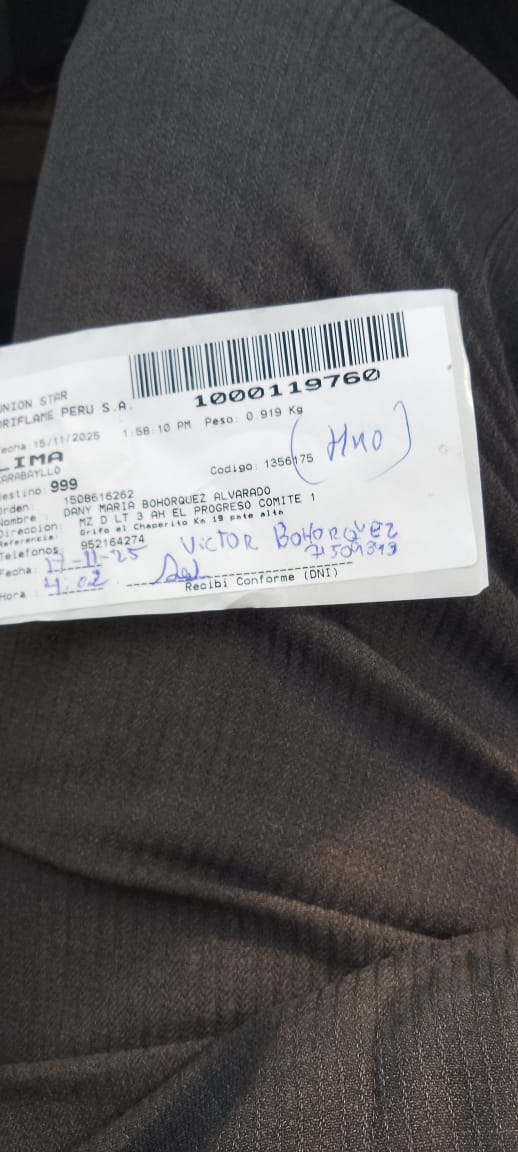 UNION STAR
ORIFLAME PERU S.A.
1000119760
Fecha:15/11/2025 1:58:10 PM Peso: 0.919 Kg
LIMA
CARABAYLLO
Codigo: 1356175
(Hno)
Destino: 999
Orden: 1508616262
Nombre : DANY MARIA BOHORQUEZ ALVARADO
Direccion: MZ D LT 3 AH EL PROGRESO COMITE 1
Referencia: Grifo El Chaparito Km 19 pate alta
Telefonos: 952164274
VICTOR BOHORQUEZ
Fecha: 17-11-25
Hora : 4:02
Recibi Conforme (DNI)